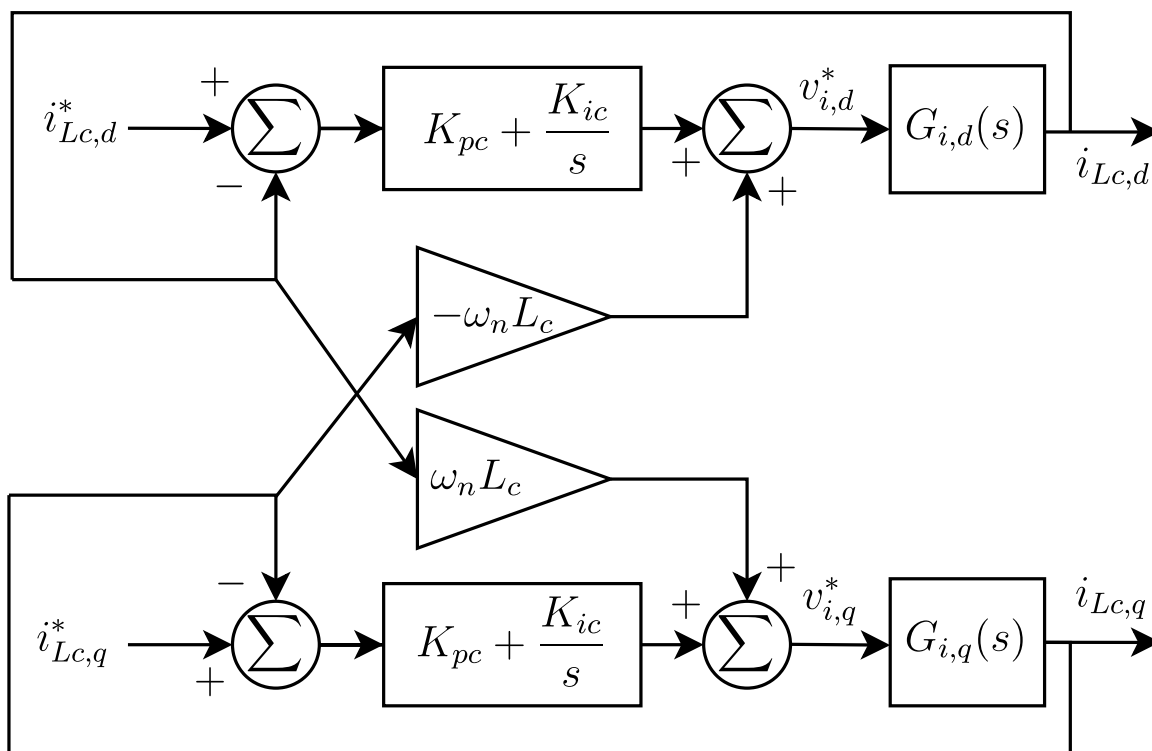 +
i*_{Lc,d}
−
Σ
K_{pc} + K_{ic}/s
+
Σ
+
v*_{i,d}
G_{i,d}(s)
i_{Lc,d}
−ω_n L_c
ω_n L_c
−
i*_{Lc,q}
+
Σ
K_{pc} + K_{ic}/s
+
Σ
+
v*_{i,q}
G_{i,q}(s)
i_{Lc,q}